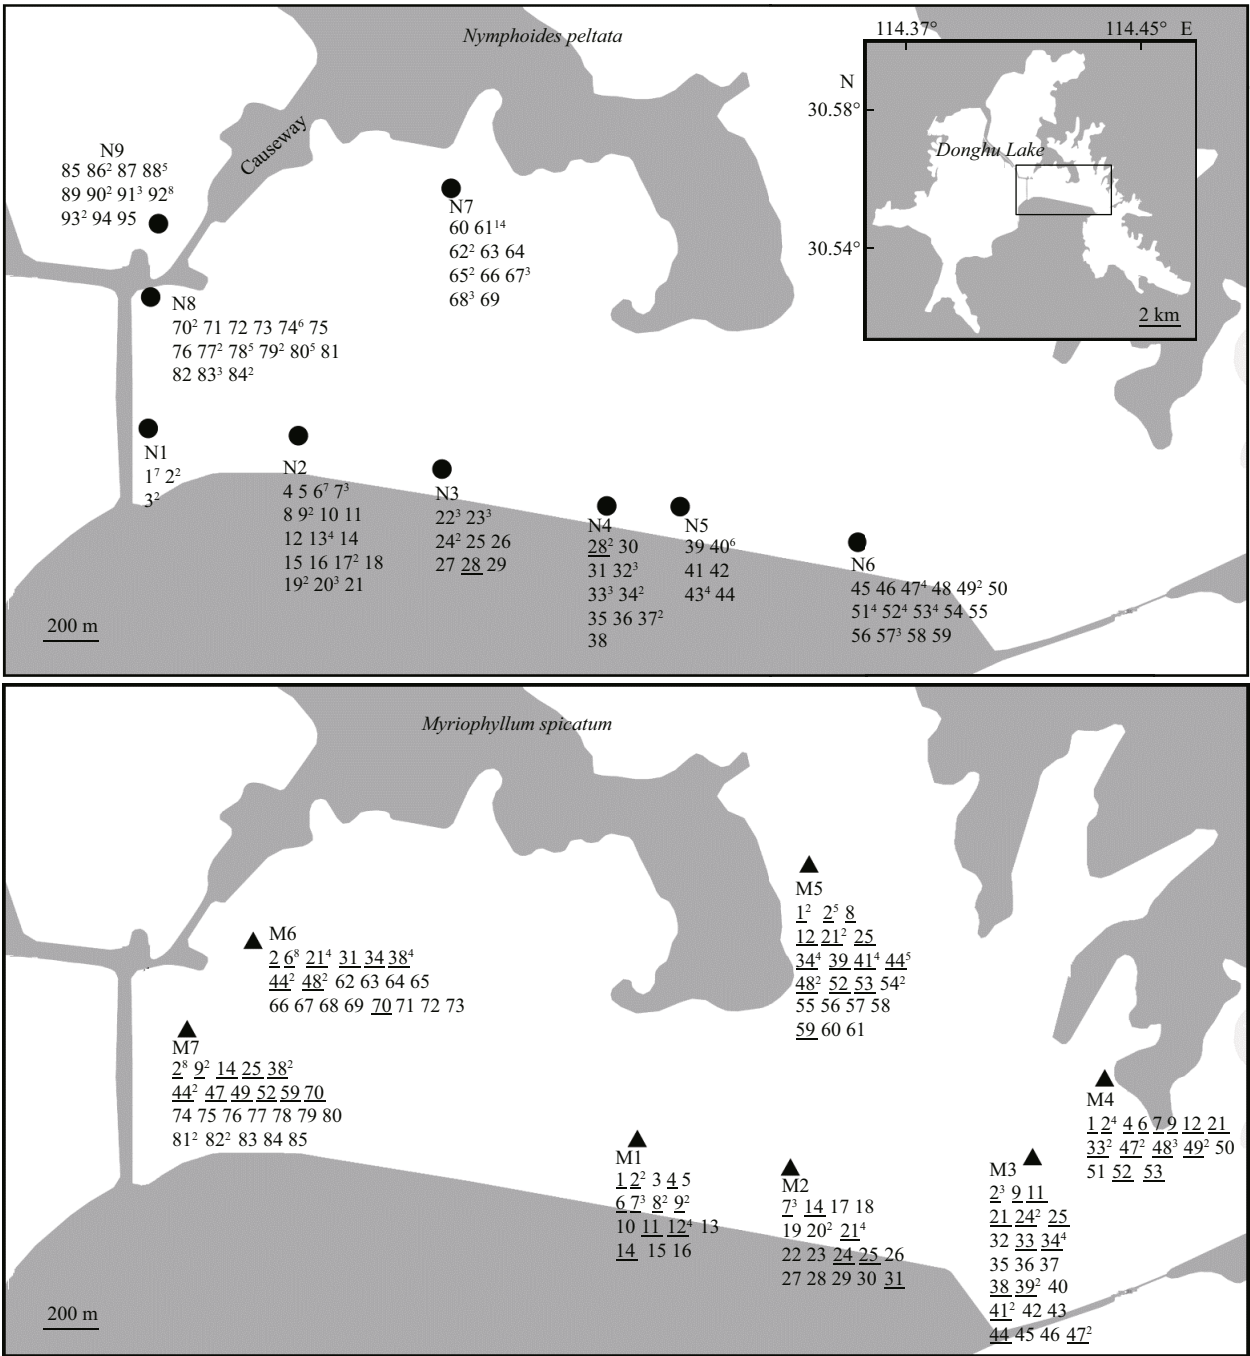 Nymphoides peltata
114.37° 114.45° E
N
30.58°
Donghu Lake
30.54°
2 km
Causeway
N9
85 86² 87 88⁵
89 90² 91³ 92⁸
93² 94 95
N7
60 61¹⁴
62² 63 64
65² 66 67³
68³ 69
N8
70² 71 72 73 74⁶ 75
76 77² 78⁵ 79² 80⁵ 81
82 83³ 84²
N1
1⁷ 2²
3²
N2
4 5 6⁷ 7³
8 9² 10 11
12 13⁴ 14
15 16 17² 18
19² 20³ 21
N3
22³ 23³
24² 25 26
27 28 29
N4
28² 30
31 32³
33³ 34²
35 36 37²
38
N5
39 40⁶
41 42
43⁴ 44
N6
45 46 47⁴ 48 49² 50
51⁴ 52⁴ 53⁴ 54 55
56 57³ 58 59
200 m
Myriophyllum spicatum
M5
1² 2⁵ 8
12 21² 25
34⁴ 39 41⁴ 44⁵
48² 52 53 54²
55 56 57 58
59 60 61
M6
2 6⁸ 21⁴ 31 34 38⁴
44² 48² 62 63 64 65
66 67 68 69 70 71 72 73
M7
2⁸ 9² 14 25 38²
44² 47 49 52 59 70
74 75 76 77 78 79 80
81² 82² 83 84 85
M4
1 2⁴ 4 6 7 9 12 21
33² 47² 48³ 49² 50
51 52 53
M1
1 2² 3 4 5
6 7³ 8² 9²
10 11 12⁴ 13
14 15 16
M2
7³ 14 17 18
19 20² 21⁴
22 23 24 25 26
27 28 29 30 31
M3
2³ 9 11
21 24² 25
32 33 34⁴
35 36 37
38 39² 40
41² 42 43
44 45 46 47²
200 m